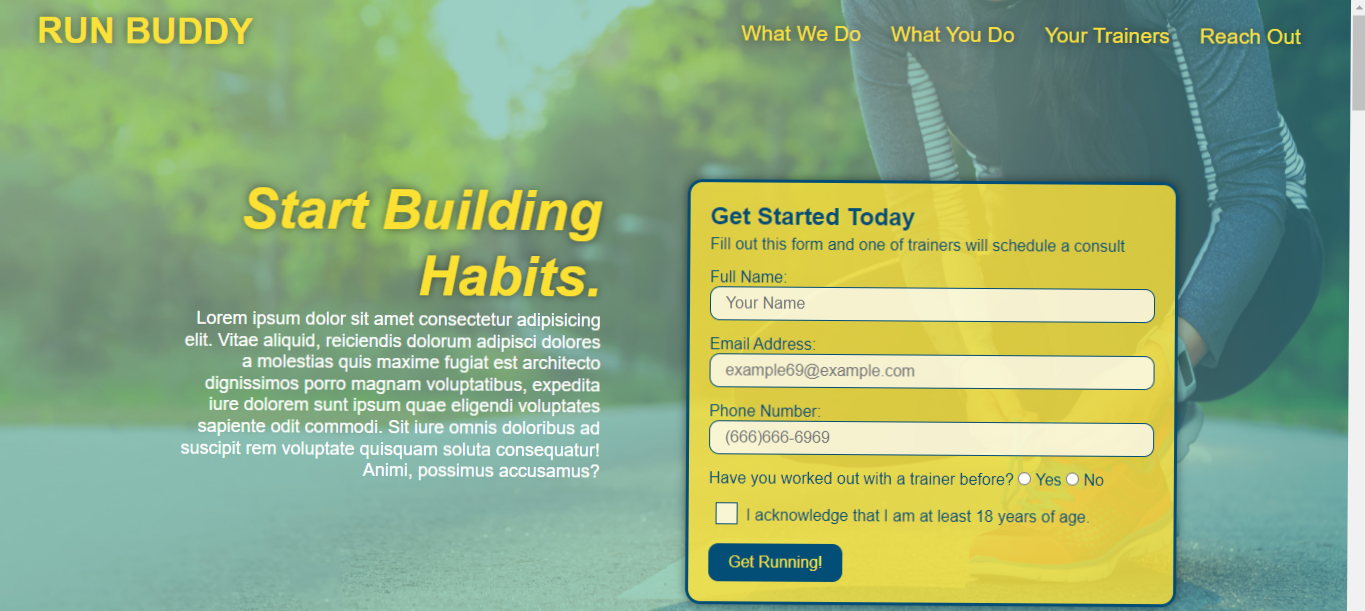 RUN BUDDY
What We Do What You Do Your Trainers Reach Out
Start Building
Habits.
Lorem ipsum dolor sit amet consectetur adipisicing
elit. Vitae aliquid, reiciendis dolorum adipisci dolores
a molestias quis maxime fugiat est architecto
dignissimos porro magnam voluptatibus, expedita
iure dolorem sunt ipsum quae eligendi voluptates
sapiente odit commodi. Sit iure omnis doloribus ad
suscipit rem voluptate quisquam soluta consequatur!
Animi, possimus accusamus?
Get Started Today
Fill out this form and one of trainers will schedule a consult
Full Name:
Your Name
Email Address:
example69@example.com
Phone Number:
(666)666-6969
Have you worked out with a trainer before? Yes No
I acknowledge that I am at least 18 years of age.
Get Running!